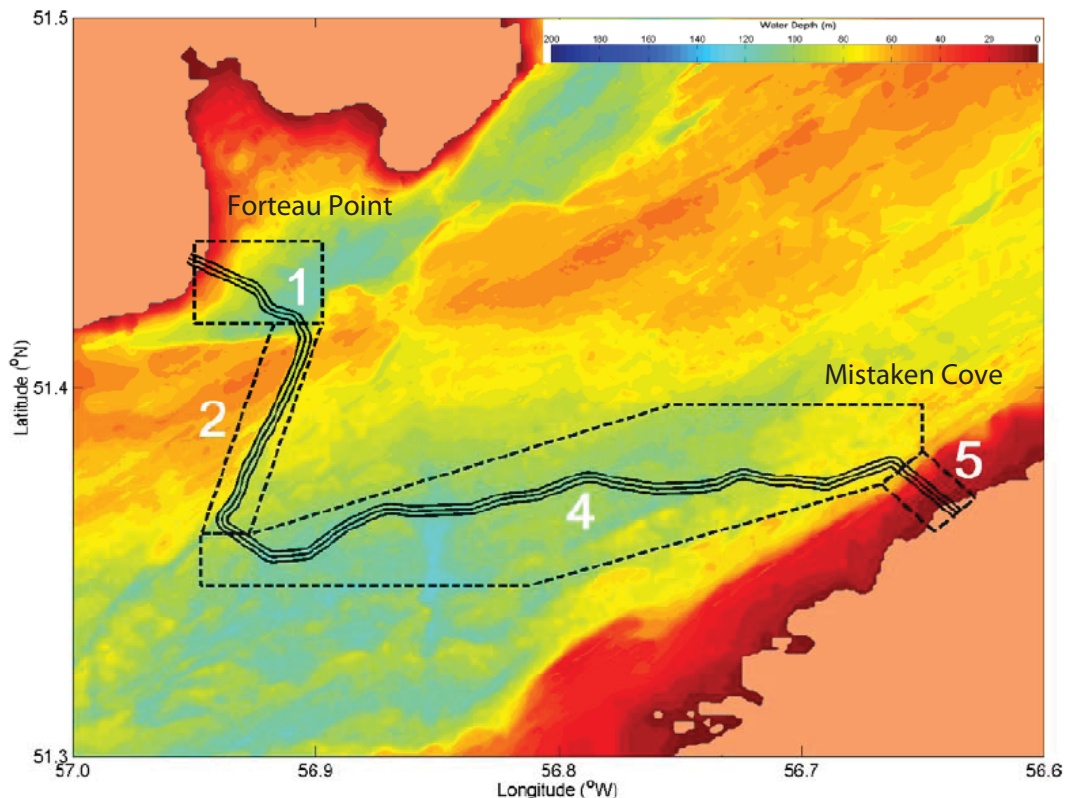 51.5
Water Depth (m)
200 180 160 140 120 100 80 60 40 20 0
Forteau Point
1
Latitude (°N)
51.4
2
Mistaken Cove
5
4
51.3
57.0 56.9 56.8 56.7 56.6
Longitude (°W)